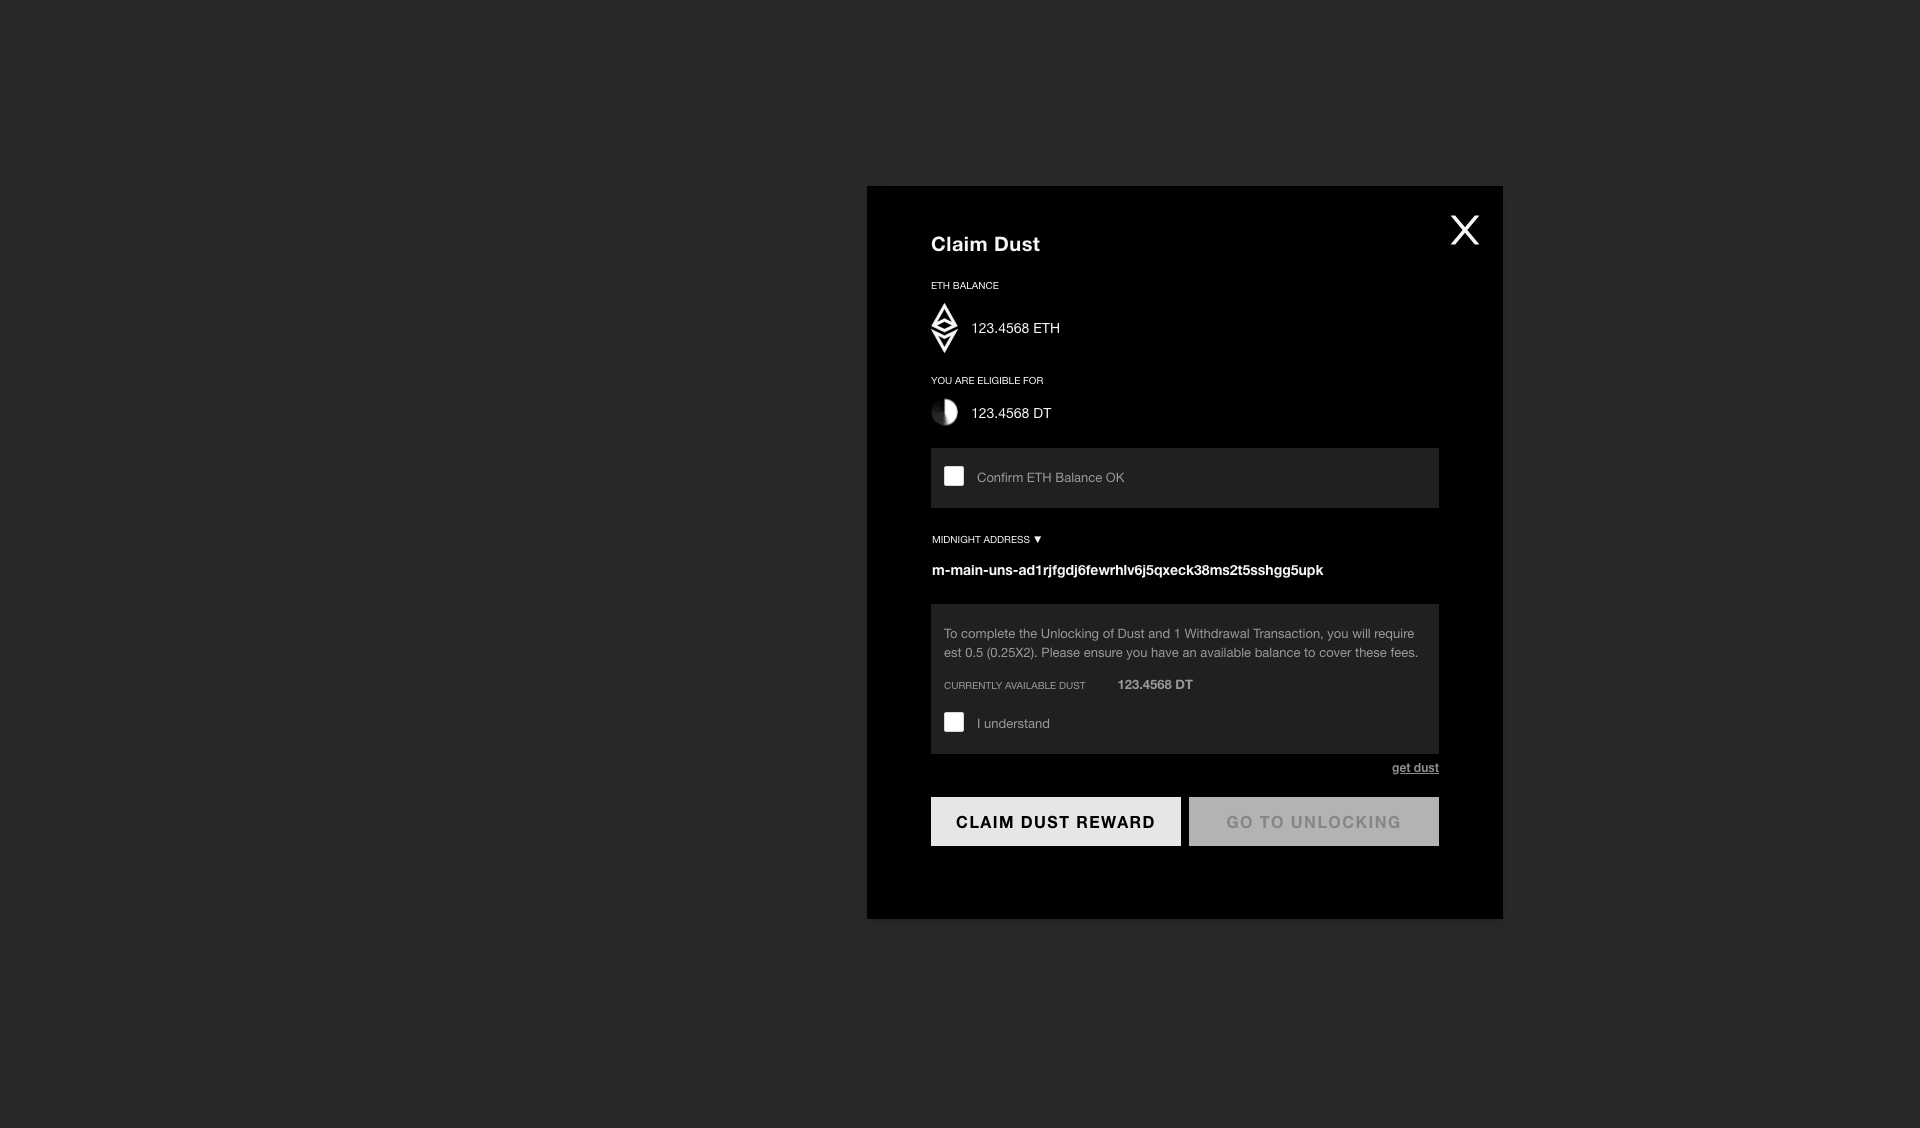 Claim Dust
ETH BALANCE
123.4568 ETH
YOU ARE ELIGIBLE FOR
123.4568 DT
Confirm ETH Balance OK
MIDNIGHT ADDRESS ▼
m-main-uns-ad1rjfgdj6fewrhlv6j5qxeck38ms2t5sshgg5upk
To complete the Unlocking of Dust and 1 Withdrawal Transaction, you will require
est 0.5 (0.25X2). Please ensure you have an available balance to cover these fees.
CURRENTLY AVAILABLE DUST 123.4568 DT
I understand
get dust
CLAIM DUST REWARD GO TO UNLOCKING